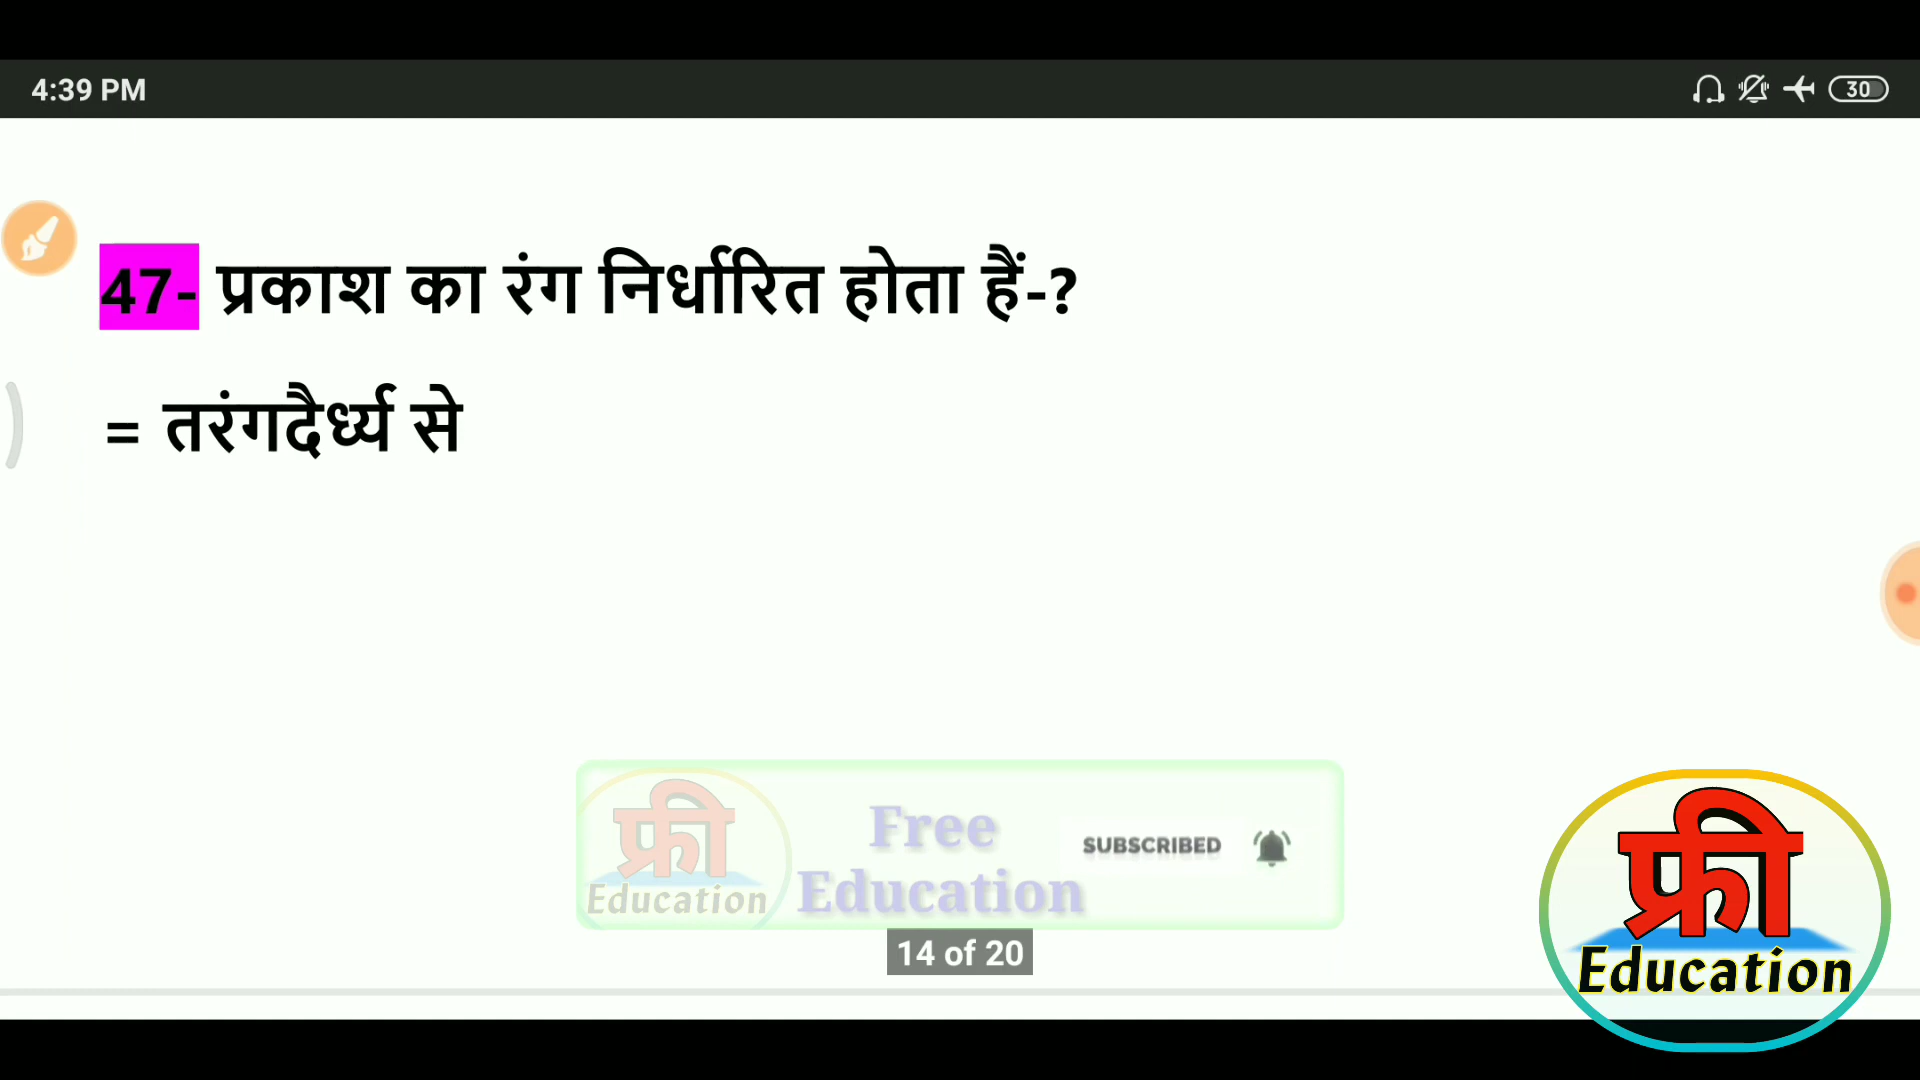 4:39 PM
30
47- प्रकाश का रंग निर्धारित होता हैं-?
= तरंगदैर्ध्य से
फ्री
Education
Free
Education
SUBSCRIBED
14 of 20
फ्री
Education